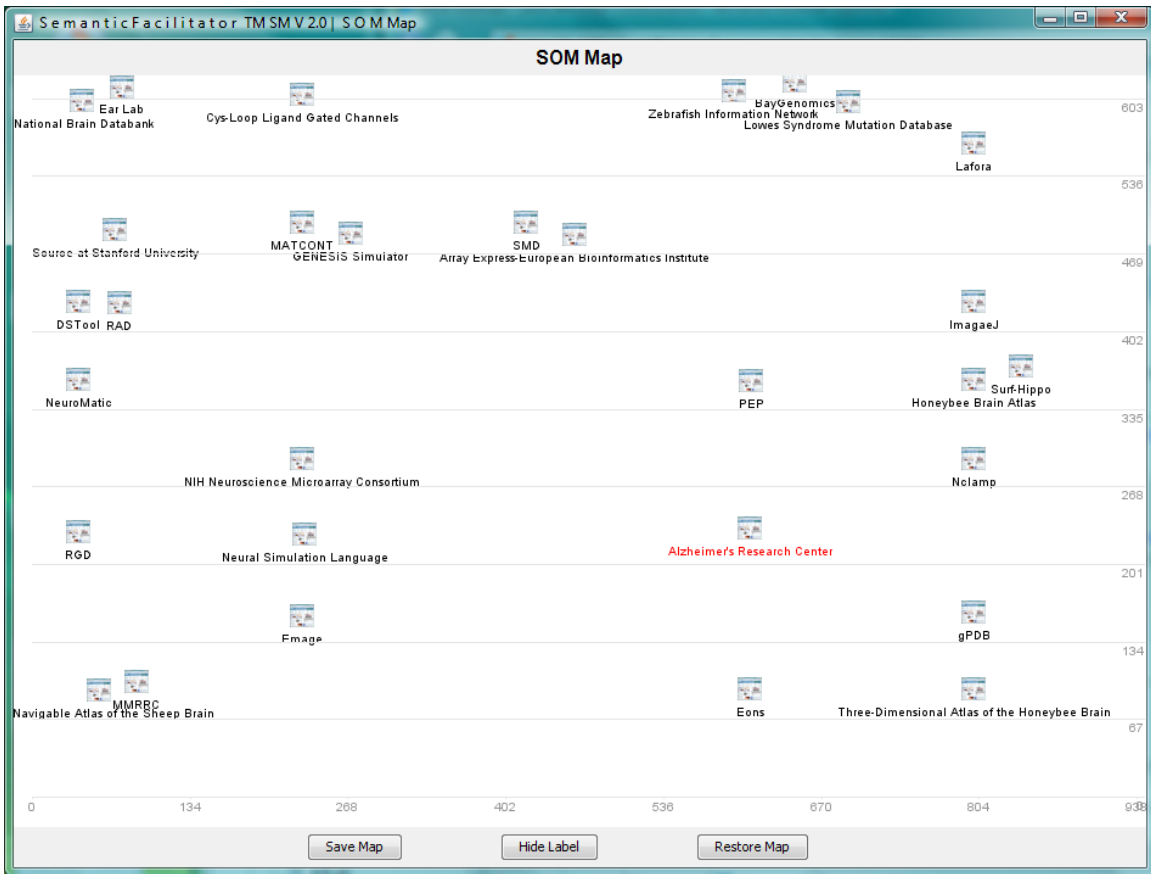 SemanticFacilitator TM SM V 2.0 | S O M Map
SOM Map
Ear Lab
National Brain Databank
Cys-Loop Ligand Gated Channels
BayGenomics
Zebrafish Information Network
Lowes Syndrome Mutation Database
603
Lafora
536
Source at Stanford University
MATCONT
GENESIS Simulator
SMD
Array Express-European Bioinformatics Institute
469
DSTool
RAD
ImagaeJ
402
NeuroMatic
PEP
Surf-Hippo
Honeybee Brain Atlas
335
NIH Neuroscience Microarray Consortium
Nclamp
268
RGD
Neural Simulation Language
Alzheimer's Research Center
201
Emage
gPDB
134
MMRRC
Navigable Atlas of the Sheep Brain
Eons
Three-Dimensional Atlas of the Honeybee Brain
67
0
0 134 268 402 536 670 804 938
Save Map Hide Label Restore Map